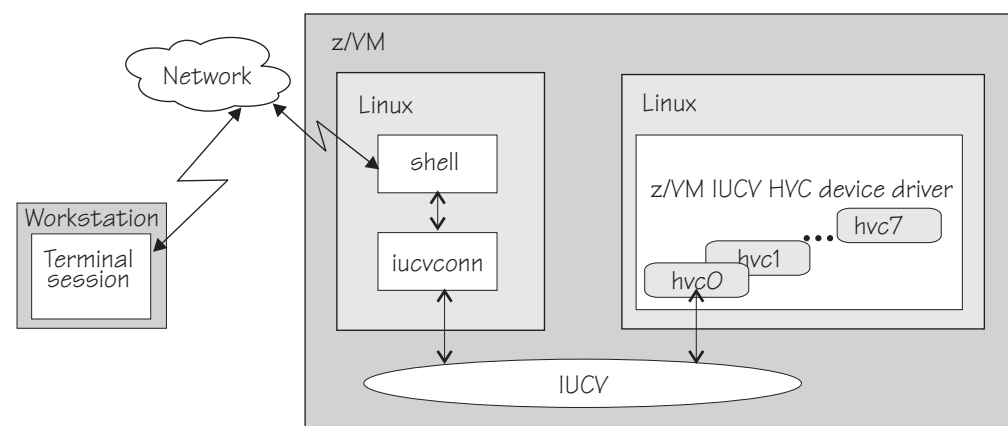 z/VM
Network
Linux
Linux
shell
z/VM IUCV HVC device driver
Workstation
hvc7
Terminal
session
iucvconn
hvc1
hvc0
IUCV